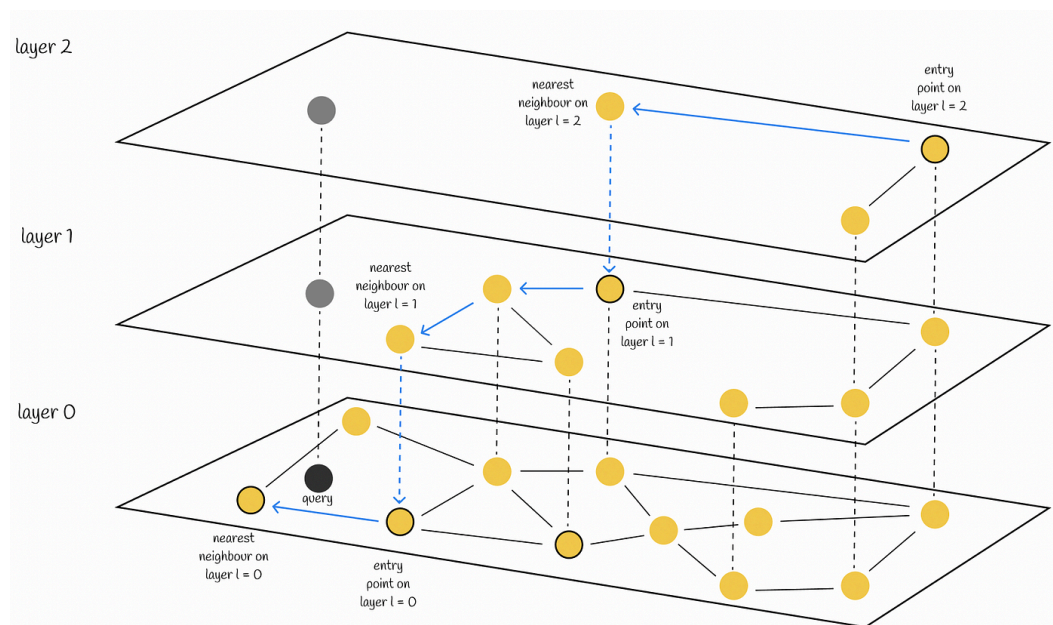 layer 2
entry
point on
layer l = 2
nearest
neighbour on
layer l = 2
layer 1
nearest
neighbour on
layer l = 1
entry
point on
layer l = 1
layer 0
query
nearest
neighbour on
layer l = 0
entry
point on
layer l = 0